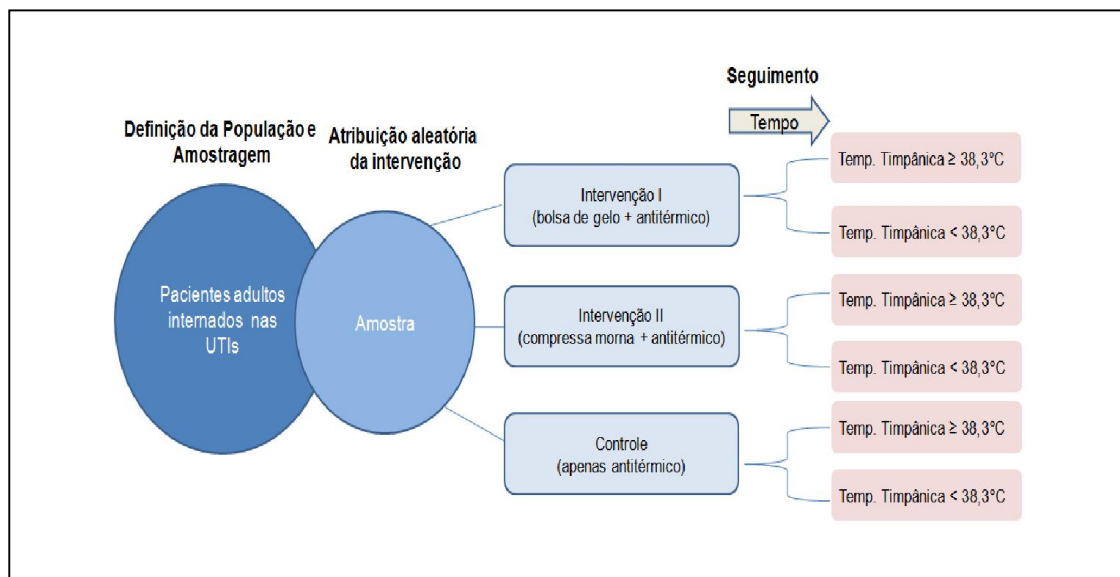 Definição da População e
Amostragem
Atribuição aleatória
da intervenção
Seguimento
Tempo
Pacientes adultos
internados nas
UTIs
Amostra
Intervenção I
(bolsa de gelo + antitérmico)
Temp. Timpânica ≥ 38,3°C
Temp. Timpânica < 38,3°C
Intervenção II
(compressa morna + antitérmico)
Temp. Timpânica ≥ 38,3°C
Temp. Timpânica < 38,3°C
Controle
(apenas antitérmico)
Temp. Timpânica ≥ 38,3°C
Temp. Timpânica < 38,3°C